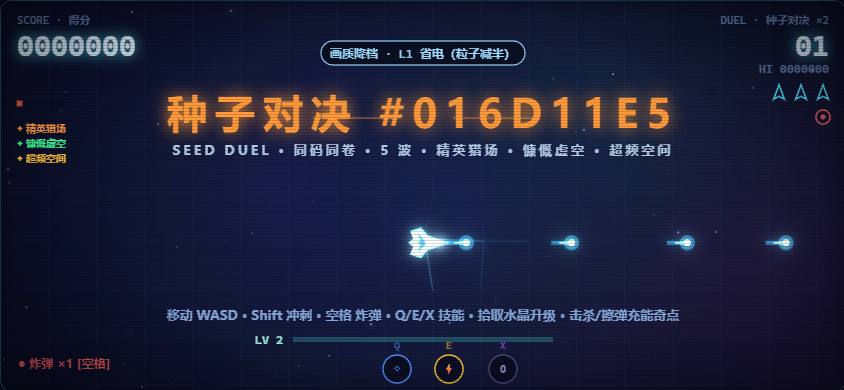 SCORE · 得分
DUEL · 种子对决 ×2
0000000
01
HI 0000000
画质降档 · L1 省电 (粒子减半)
种子对决 #016D11E5
SEED DUEL • 同码同卷 • 5 波 • 精英猎场 • 慷慨虚空 • 超频空间
✦ 精英猎场
✦ 慷慨虚空
✦ 超频空间
移动 WASD • Shift 冲刺 • 空格 炸弹 • Q/E/X 技能 • 拾取水晶升级 • 击杀/擦弹充能奇点
LV 2
Q E X
0
炸弹 ×1 [空格]